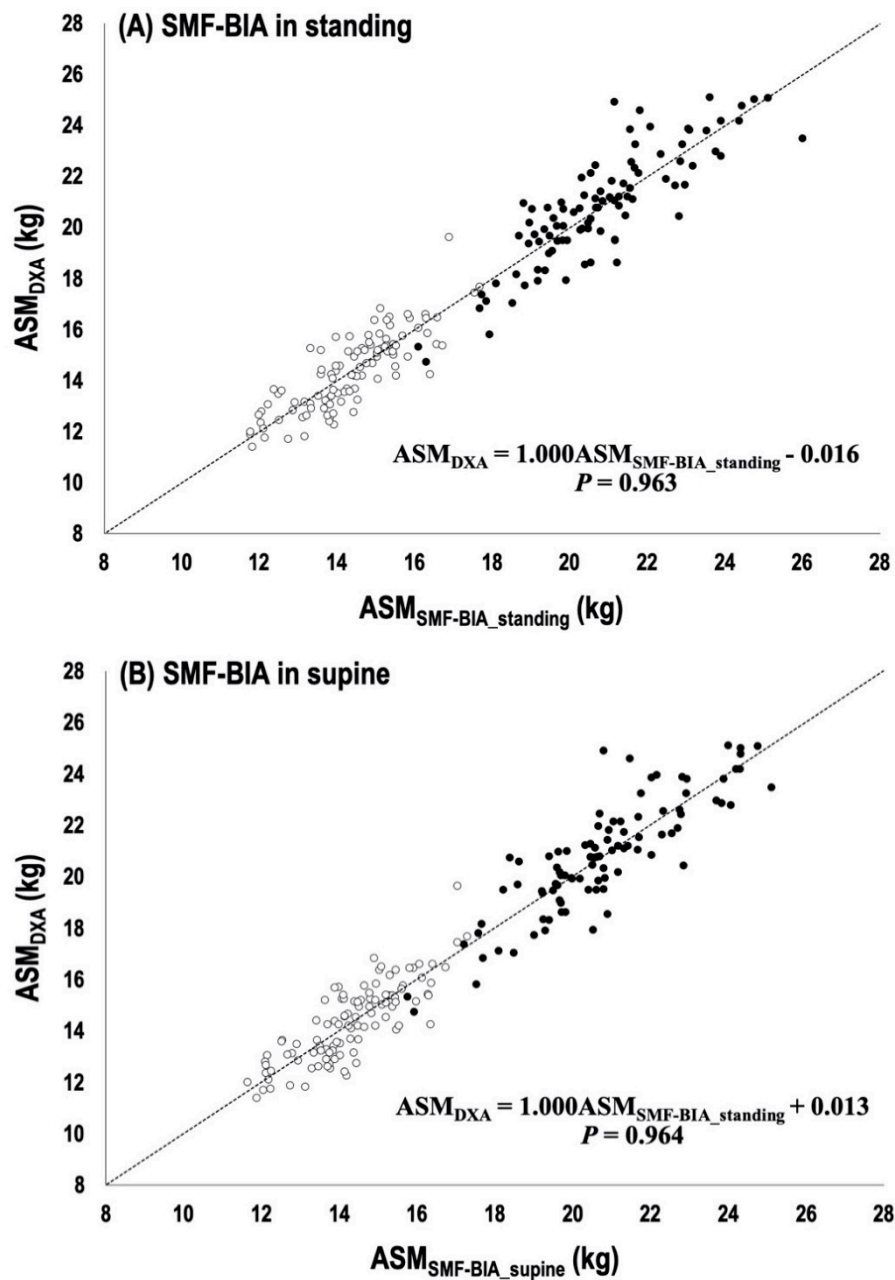 (A) SMF-BIA in standing
28
26
24
22
20
18
16
14
12
10
8
ASMDXA (kg)
ASMDXA = 1.000ASMSMF-BIA_standing - 0.016
P = 0.963
8 10 12 14 16 18 20 22 24 26 28
ASMSMF-BIA_standing (kg)
(B) SMF-BIA in supine
28
26
24
22
20
18
16
14
12
10
8
ASMDXA (kg)
ASMDXA = 1.000ASMSMF-BIA_standing + 0.013
P = 0.964
8 10 12 14 16 18 20 22 24 26 28
ASMSMF-BIA_supine (kg)